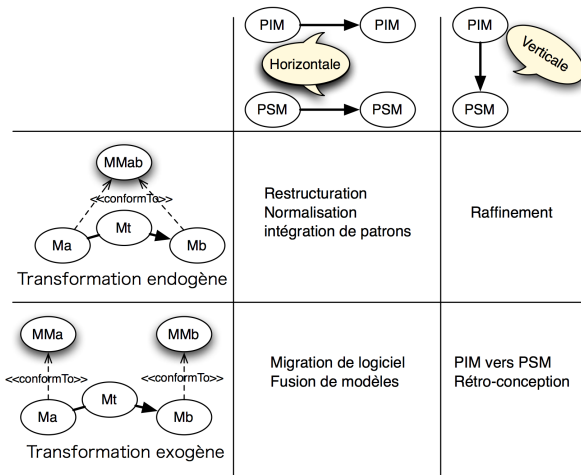 PIM
PIM
Horizontale
PSM
PSM
PIM
Verticale
PSM
MMab
<<conformTo>>
Mt
Ma
Mb
Transformation endogène
Restructuration
Normalisation
intégration de patrons
Raffinement
MMa
MMb
<<conformTo>>
<<conformTo>>
Mt
Ma
Mb
Transformation exogène
Migration de logiciel
Fusion de modèles
PIM vers PSM
Rétro-conception